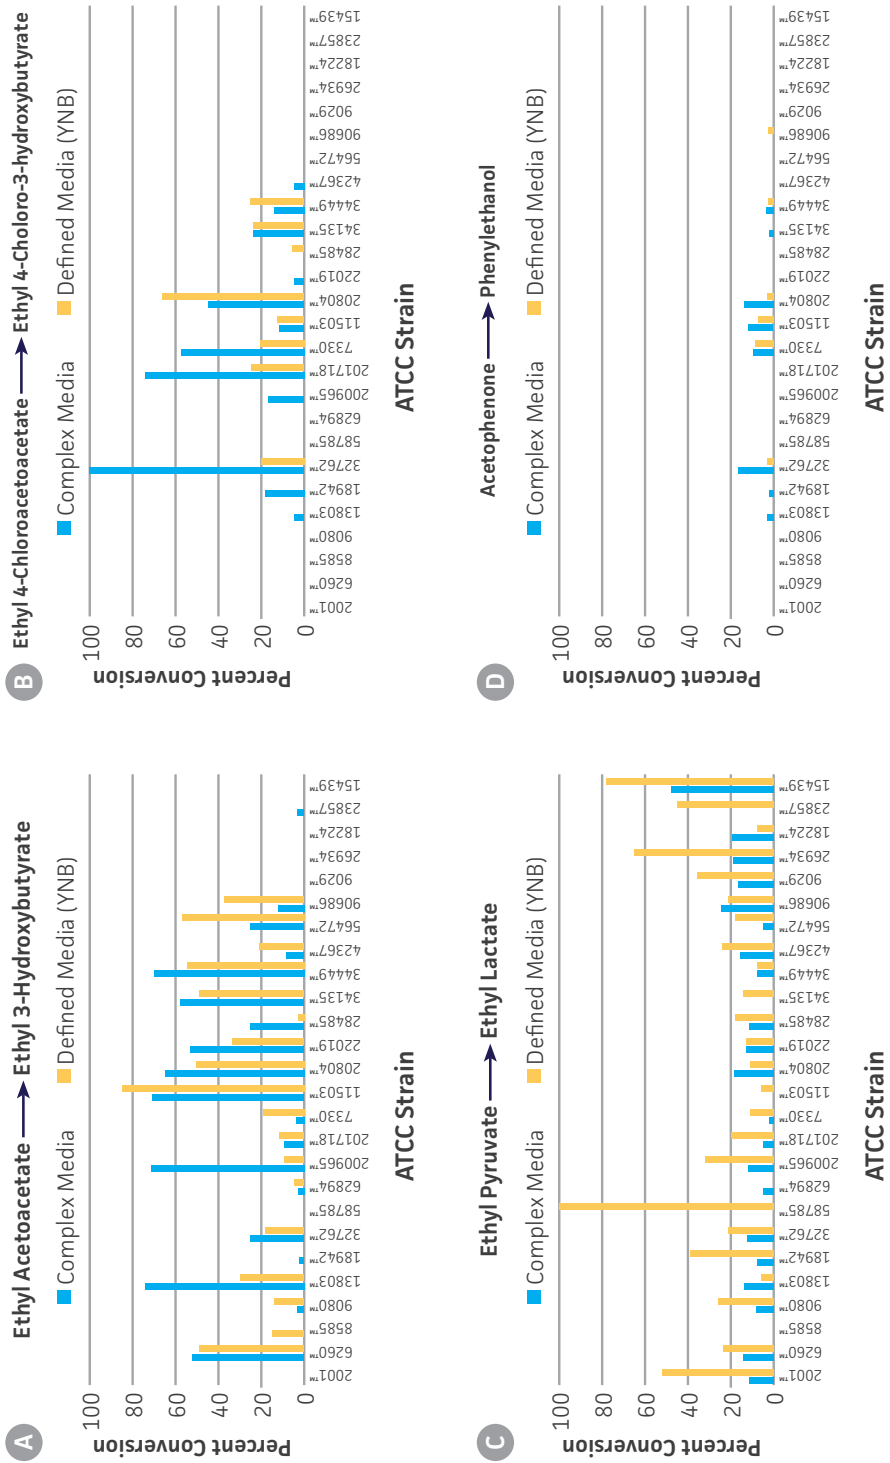 A
Ethyl Acetoacetate Ethyl 3-Hydroxybutyrate
Complex Media Defined Media (YNB)
Percent Conversion
100
80
60
40
20
0
2001™ 6260™ 8585™ 9080™ 13803™ 18942™ 32762™ 58785™ 62894™ 200965™ 201718™ 7330™ 11503™ 20804™ 22019™ 28485™ 34135™ 34449™ 42367™ 56472™ 90686™ 9029™ 26934™ 18224™ 23857™ 15439™
ATCC Strain
B
Ethyl 4-Chloroacetoacetate Ethyl 4-Choloro-3-hydroxybutyrate
Complex Media Defined Media (YNB)
Percent Conversion
100
80
60
40
20
0
2001™ 6260™ 8585™ 9080™ 13803™ 18942™ 32762™ 58785™ 62894™ 200965™ 201718™ 7330™ 11503™ 20804™ 22019™ 28485™ 34135™ 34449™ 42367™ 56472™ 90686™ 9029™ 26934™ 18224™ 23857™ 15439™
ATCC Strain
C
Ethyl Pyruvate Ethyl Lactate
Complex Media Defined Media (YNB)
Percent Conversion
100
80
60
40
20
0
2001™ 6260™ 8585™ 9080™ 13803™ 18942™ 32762™ 58785™ 62894™ 200965™ 201718™ 7330™ 11503™ 20804™ 22019™ 28485™ 34135™ 34449™ 42367™ 56472™ 90686™ 9029™ 26934™ 18224™ 23857™ 15439™
ATCC Strain
D
Acetophenone Phenylethanol
Complex Media Defined Media (YNB)
Percent Conversion
100
80
60
40
20
0
2001™ 6260™ 8585™ 9080™ 13803™ 18942™ 32762™ 58785™ 62894™ 200965™ 201718™ 7330™ 11503™ 20804™ 22019™ 28485™ 34135™ 34449™ 42367™ 56472™ 90686™ 9029™ 26934™ 18224™ 23857™ 15439™
ATCC Strain